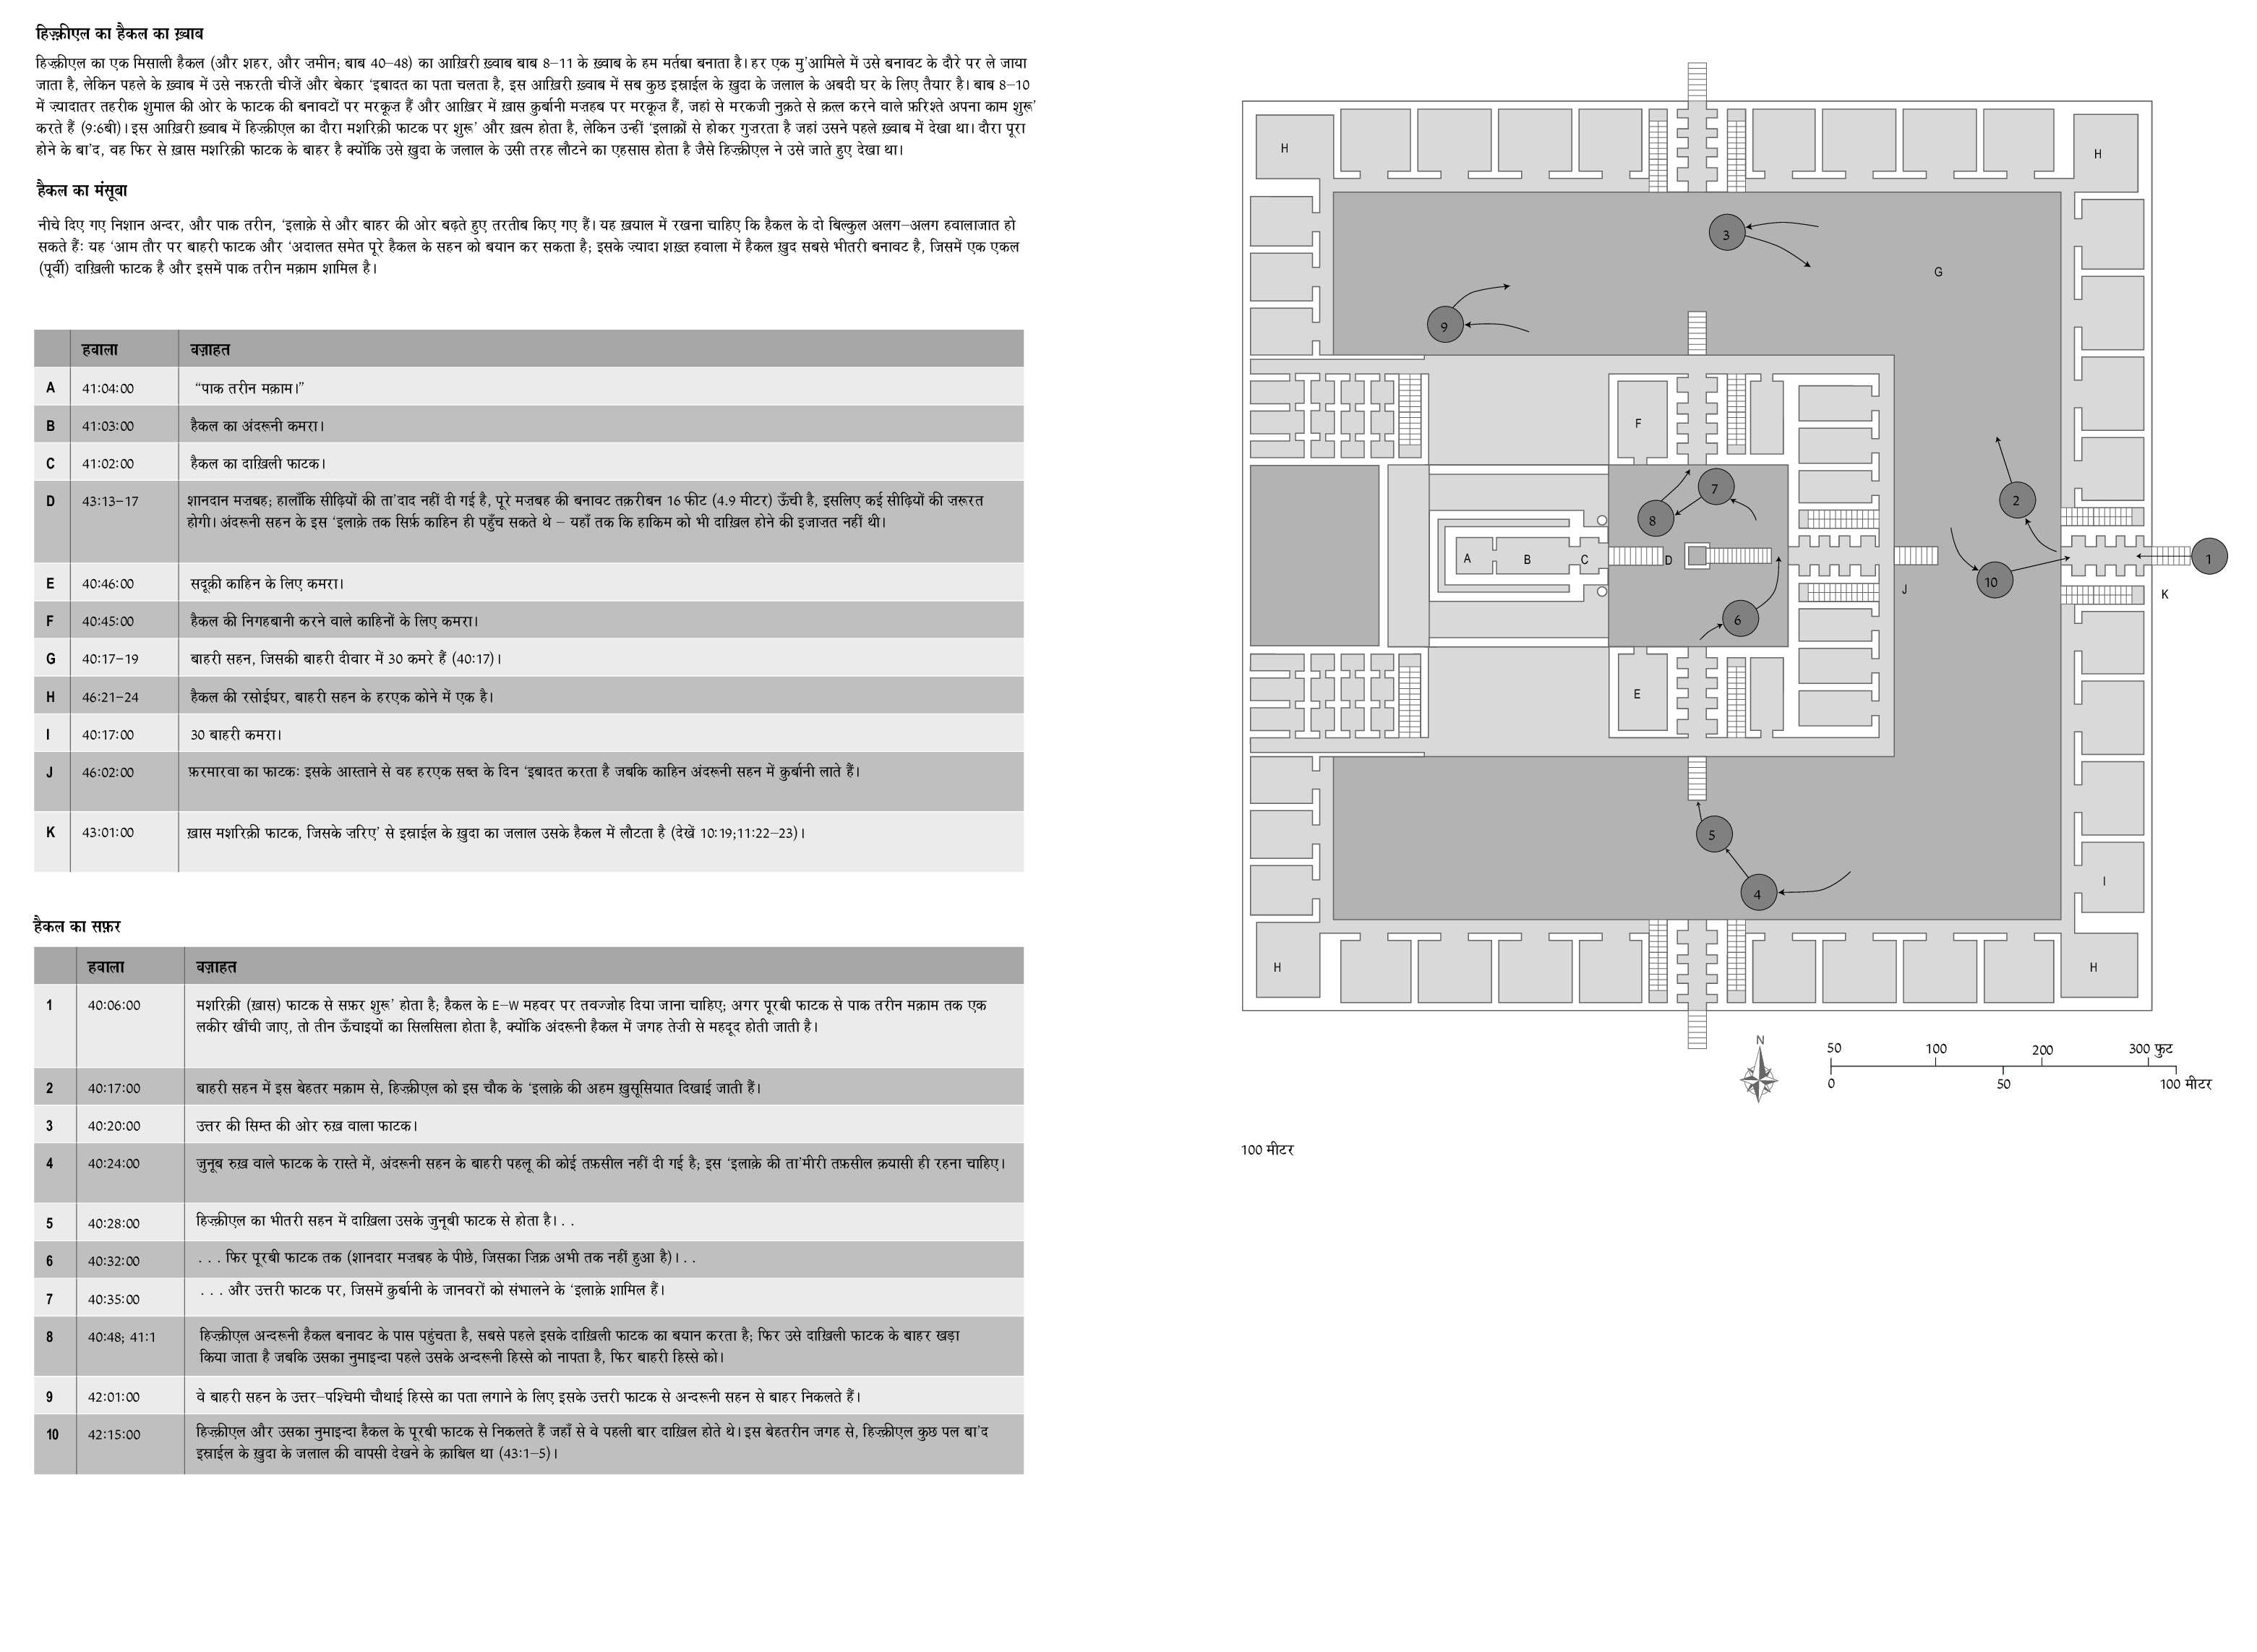 हिज़्क़ीएल का हैकल का ख़्वाब
हिज़्क़ीएल का एक मिसाली हैकल (और शहर, और ज़मीन; बाब 40–48) का आख़िरी ख़्वाब बाब 8–11 के ख़्वाब के हम मर्तबा बनाता है। हर एक मु'आमिले में उसे बनावट के दौरे पर ले जाया
जाता है, लेकिन पहले के ख़्वाब में उसे नफ़रती चीज़ें और बेकार 'इबादत का पता चलता है, इस आख़िरी ख़्वाब में सब कुछ इस्राईल के ख़ुदा के जलाल के अबदी घर के लिए तैयार है। बाब 8–10
में ज़्यादातर तहरीक शुमाल की ओर के फाटक की बनावटों पर मरकूज़ हैं और आख़िर में ख़ास क़ुर्बानी मज़हब पर मरकूज़ हैं, जहां से मरकजी नुक़्ते से क़त्ल करने वाले फ़रिश्ते अपना काम शुरू'
करते हैं (9:6बी)। इस आख़िरी ख़्वाब में हिज़्क़ीएल का दौरा मशरिक़ी फाटक पर शुरू' और ख़त्म होता है, लेकिन उन्हीं 'इलाक़ों से होकर गुज़रता है जहां उसने पहले ख़्वाब में देखा था। दौरा पूरा
होने के बा'द, वह फिर से ख़ास मशरिक़ी फाटक के बाहर है क्योंकि उसे ख़ुदा के जलाल के उसी तरह लौटने का एहसास होता है जैसे हिज़्क़ीएल ने उसे जाते हुए देखा था।
हैकल का मंसूबा
नीचे दिए गए निशान अन्दर, और पाक तरीन, 'इलाक़े से और बाहर की ओर बढ़ते हुए तरतीब किए गए हैं। यह ख़याल में रखना चाहिए कि हैकल के दो बिल्कुल अलग–अलग हवालाजात हो
सकते हैं: यह 'आम तौर पर बाहरी फाटक और 'अदालत समेत पूरे हैकल के सहन को बयान कर सकता है; इसके ज़्यादा शख़्त हवाला में हैकल ख़ुद सबसे भीतरी बनावट है, जिसमें एक एकल
(पूर्वी) दाख़िली फाटक है और इसमें पाक तरीन मक़ाम शामिल है।
हवाला वज़ाहत
A 41:04:00 “पाक तरीन मक़ाम।”
B 41:03:00 हैकल का अंदरूनी कमरा।
C 41:02:00 हैकल का दाख़िली फाटक।
D 43:13–17 शानदान मज़बह; हालाँकि सीढ़ियों की ता'दाद नहीं दी गई है, पूरे मज़बह की बनावट तक़रीबन 16 फीट (4.9 मीटर) ऊँची है, इसलिए कई सीढ़ियों की ज़रूरत
होगी। अंदरूनी सहन के इस 'इलाक़े तक सिर्फ़ काहिन ही पहुँच सकते थे – यहाँ तक कि हाकिम को भी दाख़िल होने की इजाज़त नहीं थी।
E 40:46:00 सदूक़ी काहिन के लिए कमरा।
F 40:45:00 हैकल की निगहबानी करने वाले काहिनों के लिए कमरा।
G 40:17–19 बाहरी सहन, जिसकी बाहरी दीवार में 30 कमरे हैं (40:17)।
H 46:21–24 हैकल की रसोईघर, बाहरी सहन के हरएक कोने में एक है।
I 40:17:00 30 बाहरी कमरा।
J 46:02:00 फ़रमारवा का फाटक: इसके आस्ताने से वह हरएक सब्त के दिन 'इबादत करता है जबकि काहिन अंदरूनी सहन में क़ुर्बानी लाते हैं।
K 43:01:00 ख़ास मशरिक़ी फाटक, जिसके ज़रिए' से इस्राईल के ख़ुदा का जलाल उसके हैकल में लौटता है (देखें 10:19;11:22–23)।
हैकल का सफ़र
हवाला वज़ाहत
1 40:06:00 मशरिक़ी (ख़ास) फाटक से सफ़र शुरू' होता है; हैकल के E–W महवर पर तवज्जोह दिया जाना चाहिए; अगर पूरबी फाटक से पाक तरीन मक़ाम तक एक
लकीर खींची जाए, तो तीन ऊँचाइयों का सिलसिला होता है, क्योंकि अंदरूनी हैकल में जगह तेज़ी से महदूद होती जाती है।
2 40:17:00 बाहरी सहन में इस बेहतर मक़ाम से, हिज़्क़ीएल को इस चौक के 'इलाक़े की अहम ख़ुसूसियात दिखाई जाती हैं।
3 40:20:00 उत्तर की सिम्त की ओर रुख़ वाला फाटक।
4 40:24:00 जुनूब रुख़ वाले फाटक के रास्ते में, अंदरूनी सहन के बाहरी पहलू की कोई तफ़सील नहीं दी गई है; इस 'इलाक़े की ता'मीरी तफ़सील क़यासी ही रहना चाहिए।
5 40:28:00 हिज़्क़ीएल का भीतरी सहन में दाख़िला उसके जुनूबी फाटक से होता है। . .
6 40:32:00 . . . फिर पूरबी फाटक तक (शानदार मज़बह के पीछे, जिसका ज़िक्र अभी तक नहीं हुआ है)। . .
7 40:35:00 . . . और उत्तरी फाटक पर, जिसमें क़ुर्बानी के जानवरों को संभालने के 'इलाक़े शामिल हैं।
8 40:48; 41:1 हिज़्क़ीएल अन्दरूनी हैकल बनावट के पास पहुंचता है, सबसे पहले इसके दाख़िली फाटक का बयान करता है; फिर उसे दाख़िली फाटक के बाहर खड़ा
किया जाता है जबकि उसका नुमाइन्दा पहले उसके अन्दरूनी हिस्से को नापता है, फिर बाहरी हिस्से को।
9 42:01:00 वे बाहरी सहन के उत्तर–पश्चिमी चौथाई हिस्से का पता लगाने के लिए इसके उत्तरी फाटक से अन्दरूनी सहन से बाहर निकलते हैं।
10 42:15:00 हिज़्क़ीएल और उसका नुमाइन्दा हैकल के पूरबी फाटक से निकलते हैं जहाँ से वे पहली बार दाख़िल होते थे। इस बेहतरीन जगह से, हिज़्क़ीएल कुछ पल बा'द
इस्राईल के ख़ुदा के जलाल की वापसी देखने के क़ाबिल था (43:1–5)।
H
H
3
G
9
F
7
8
2
A B C D
10
1
J
K
6
E
5
4
I
H
H
N
50 100 200 300 फुट
0 50 100 मीटर
100 मीटर